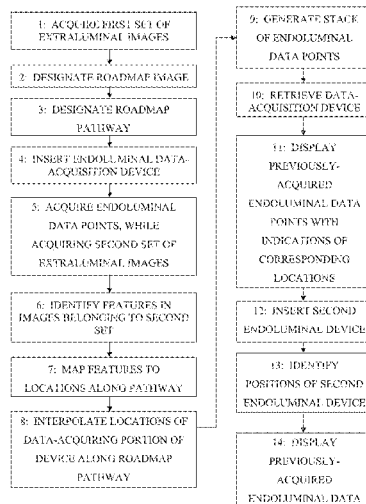 1: ACQUIRE FIRST SET OF
EXTRALUMINAL IMAGES
2: DESIGNATE ROADMAP IMAGE
3: DESIGNATE ROADMAP
PATHWAY
4: INSERT ENDOLUMINAL DATA-
ACQUISITION DEVICE
5: ACQUIRE ENDOLUMINAL
DATA POINTS, WHILE
ACQUIRING SECOND SET OF
EXTRALUMINAL IMAGES
6: IDENTIFY FEATURES IN
IMAGES BELONGING TO SECOND
SET
7: MAP FEATURES TO
LOCATIONS ALONG PATHWAY
8: INTERPOLATE LOCATIONS OF
DATA-ACQUIRING PORTION OF
DEVICE ALONG ROADMAP
PATHWAY
9: GENERATE STACK
OF ENDOLUMINAL
DATA POINTS
10: RETRIEVE DATA-
ACQUISITION DEVICE
11: DISPLAY
PREVIOUSLY-
ACQUIRED
ENDOLUMINAL DATA
POINTS WITH
INDICATIONS OF
CORRESPONDING
LOCATIONS
12: INSERT SECOND
ENDOLUMINAL DEVICE
13: IDENTIFY
POSITIONS OF SECOND
ENDOLUMINAL DEVICE
14: DISPLAY
PREVIOUSLY-
ACQUIRED
ENDOLUMINAL DATA